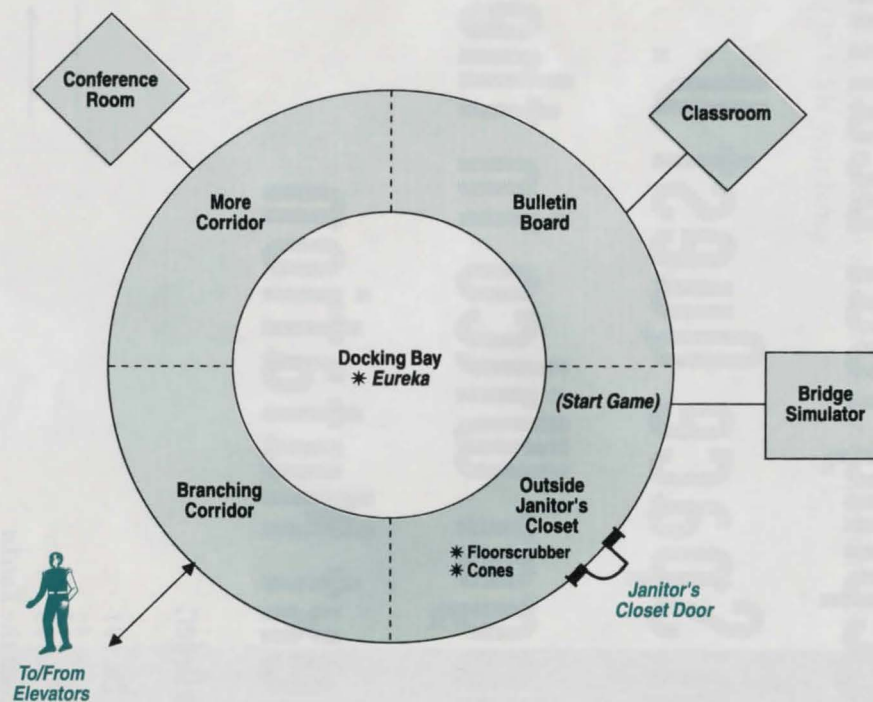 Conference
Room
Classroom
More
Corridor
Bulletin
Board
Docking Bay
✷ Eureka
(Start Game)
Bridge
Simulator
Branching
Corridor
Outside
Janitor's
Closet
✷ Floorscrubber
✷ Cones
Janitor's
Closet Door
To/From
Elevators